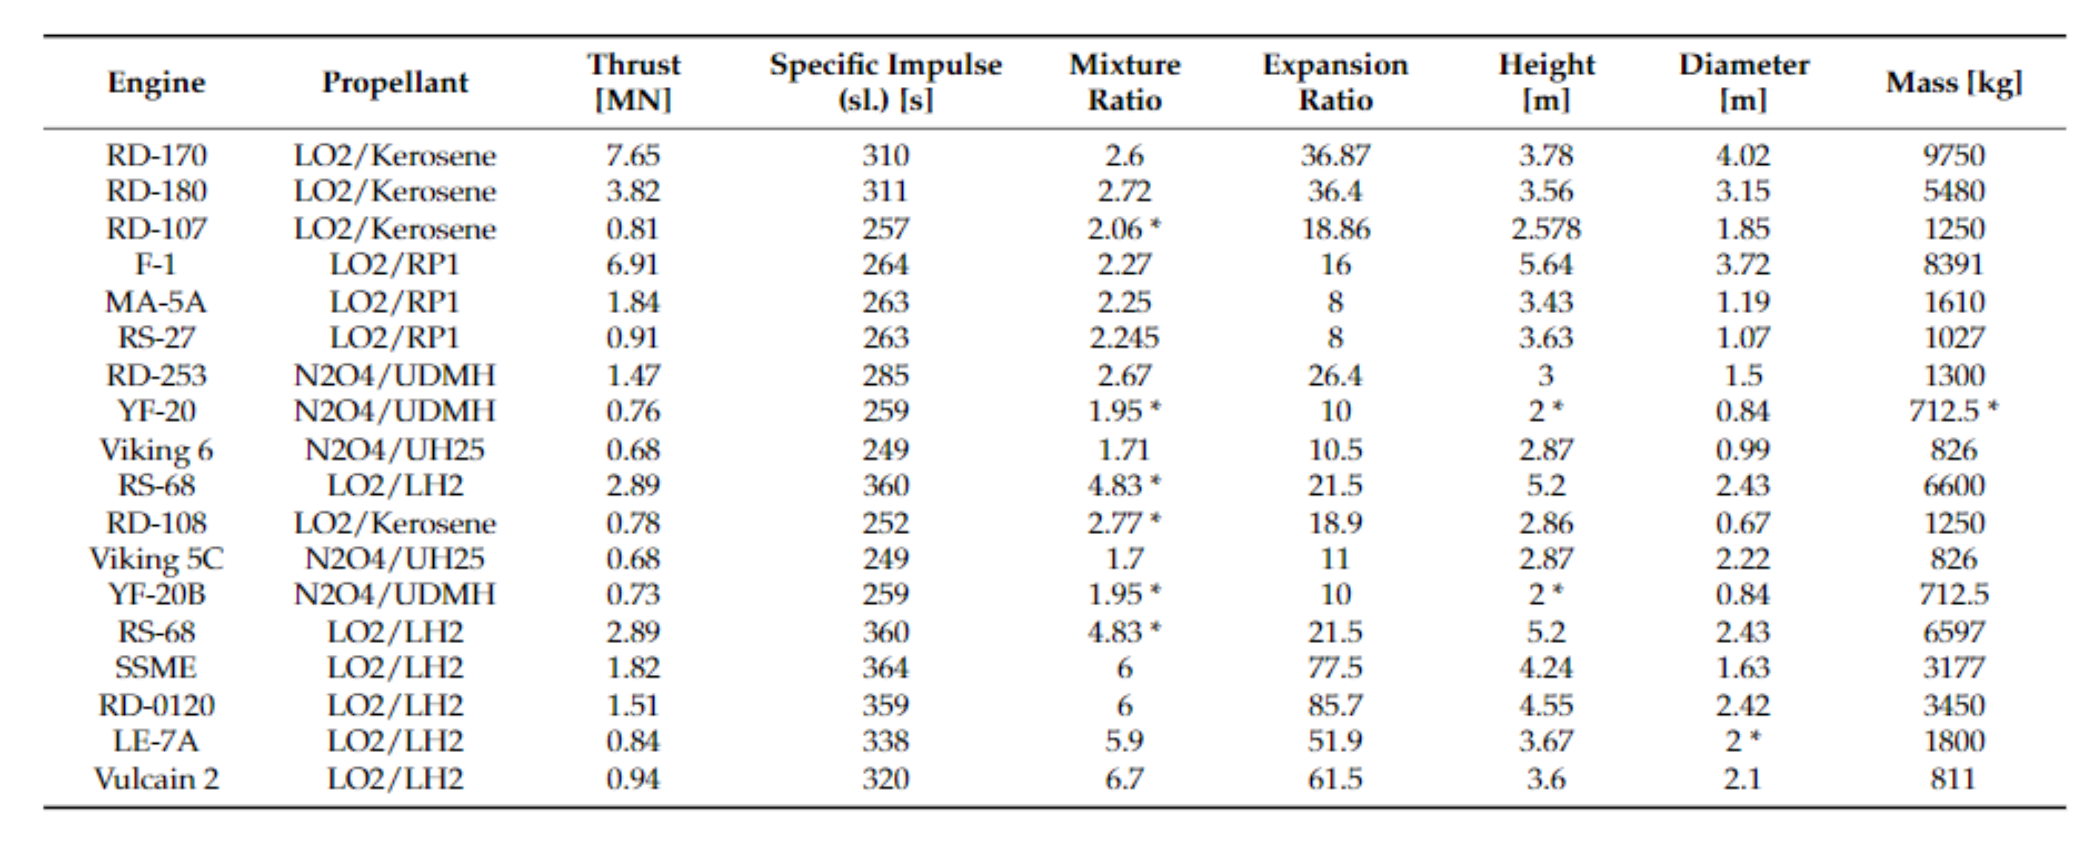 Engine Propellant Thrust [MN] Specific Impulse (sl.) [s] Mixture Ratio Expansion Ratio Height [m] Diameter [m] Mass [kg]
RD-170 LO2/Kerosene 7.65 310 2.6 36.87 3.78 4.02 9750
RD-180 LO2/Kerosene 3.82 311 2.72 36.4 3.56 3.15 5480
RD-107 LO2/Kerosene 0.81 257 2.06 * 18.86 2.578 1.85 1250
F-1 LO2/RP1 6.91 264 2.27 16 5.64 3.72 8391
MA-5A LO2/RP1 1.84 263 2.25 8 3.43 1.19 1610
RS-27 LO2/RP1 0.91 263 2.245 8 3.63 1.07 1027
RD-253 N2O4/UDMH 1.47 285 2.67 26.4 3 1.5 1300
YF-20 N2O4/UDMH 0.76 259 1.95 * 10 2 * 0.84 712.5 *
Viking 6 N2O4/UH25 0.68 249 1.71 10.5 2.87 0.99 826
RS-68 LO2/LH2 2.89 360 4.83 * 21.5 5.2 2.43 6600
RD-108 LO2/Kerosene 0.78 252 2.77 * 18.9 2.86 0.67 1250
Viking 5C N2O4/UH25 0.68 249 1.7 11 2.87 2.22 826
YF-20B N2O4/UDMH 0.73 259 1.95 * 10 2 * 0.84 712.5
RS-68 LO2/LH2 2.89 360 4.83 * 21.5 5.2 2.43 6597
SSME LO2/LH2 1.82 364 6 77.5 4.24 1.63 3177
RD-0120 LO2/LH2 1.51 359 6 85.7 4.55 2.42 3450
LE-7A LO2/LH2 0.84 338 5.9 51.9 3.67 2 * 1800
Vulcain 2 LO2/LH2 0.94 320 6.7 61.5 3.6 2.1 811